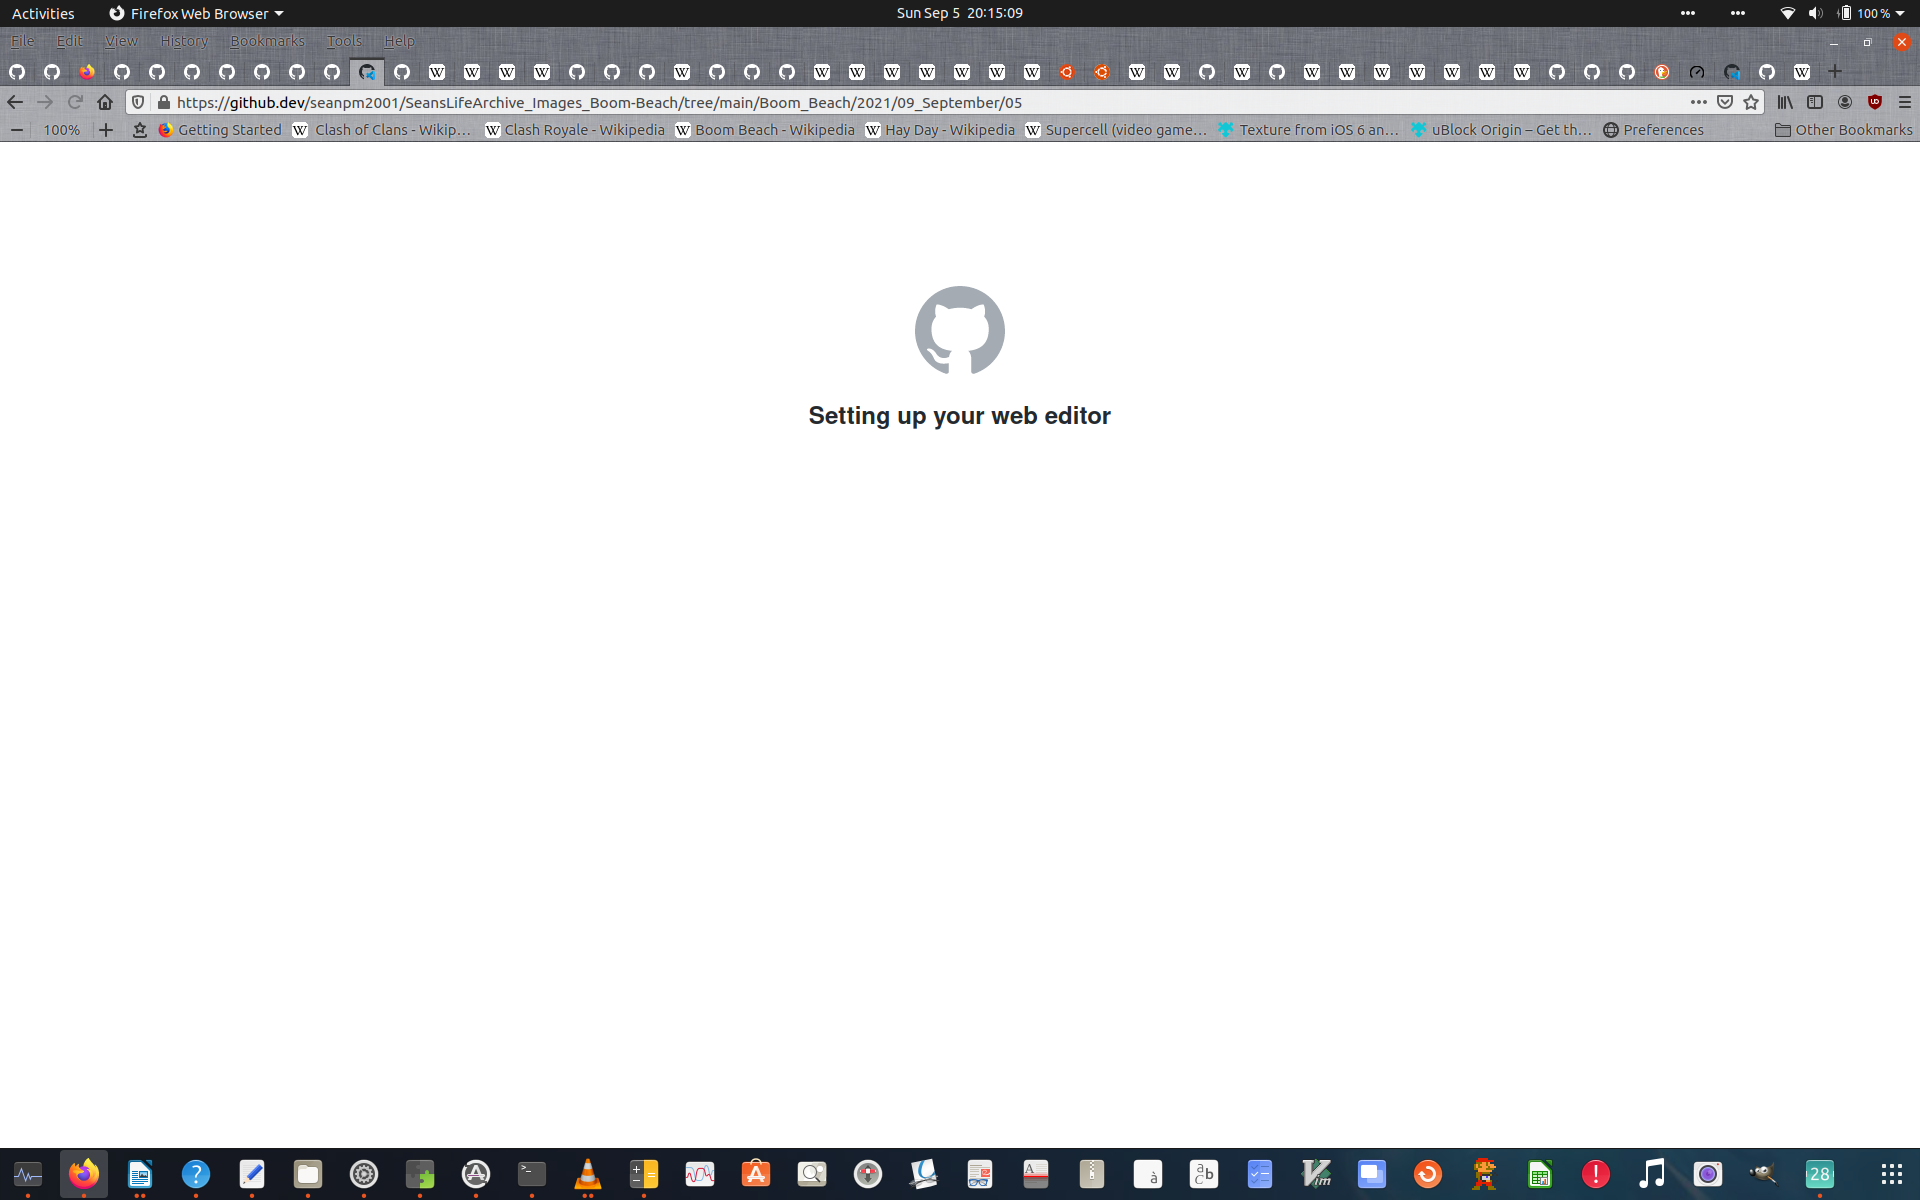 Activities Firefox Web Browser Sun Sep 5 20:15:09 100 %
File Edit View History Bookmarks Tools Help
https://github.dev/seanpm2001/SeansLifeArchive_Images_Boom-Beach/tree/main/Boom_Beach/2021/09_September/05
100% Getting Started Clash of Clans - Wikip… Clash Royale - Wikipedia Boom Beach - Wikipedia Hay Day - Wikipedia Supercell (video game… Texture from iOS 6 an… uBlock Origin – Get th… Preferences Other Bookmarks
Setting up your web editor
28